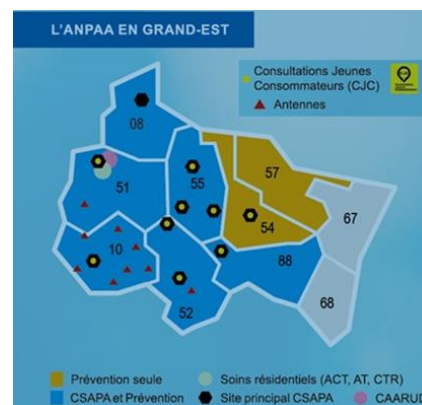 L'ANPAA EN GRAND-EST
Consultations Jeunes
Consommateurs (CJC)
Antennes
08
57
51
55
67
54
10
88
52
68
Prévention seule
Soins résidentiels (ACT, AT, CTR)
CSAPA et Prévention
Site principal CSAPA
CAARUD